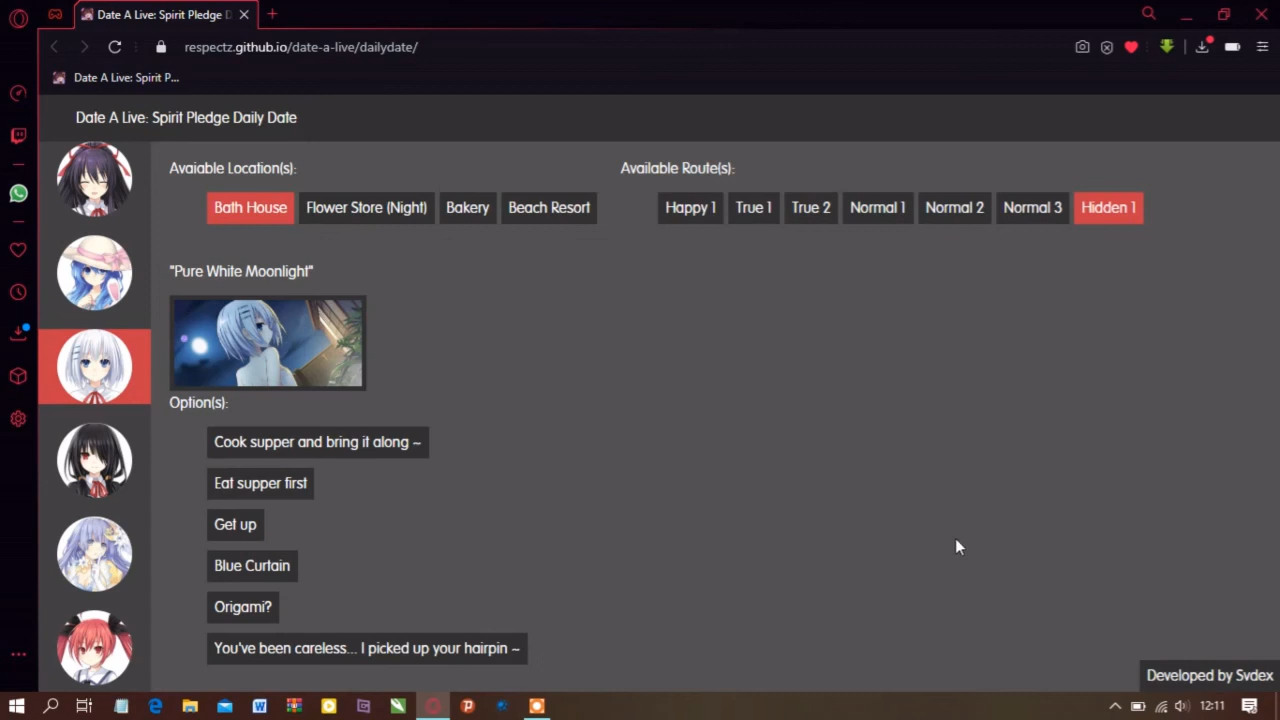 Date A Live: Spirit Pledge D
respectz.github.io/date-a-live/dailydate/
Date A Live: Spirit P...
Date A Live: Spirit Pledge Daily Date
Avaiable Location(s):
Bath House Flower Store (Night) Bakery Beach Resort
Available Route(s):
Happy 1 True 1 True 2 Normal 1 Normal 2 Normal 3 Hidden 1
"Pure White Moonlight"
Option(s):
Cook supper and bring it along ~
Eat supper first
Get up
Blue Curtain
Origami?
You've been careless... I picked up your hairpin ~
Developed by Svdex
12:11